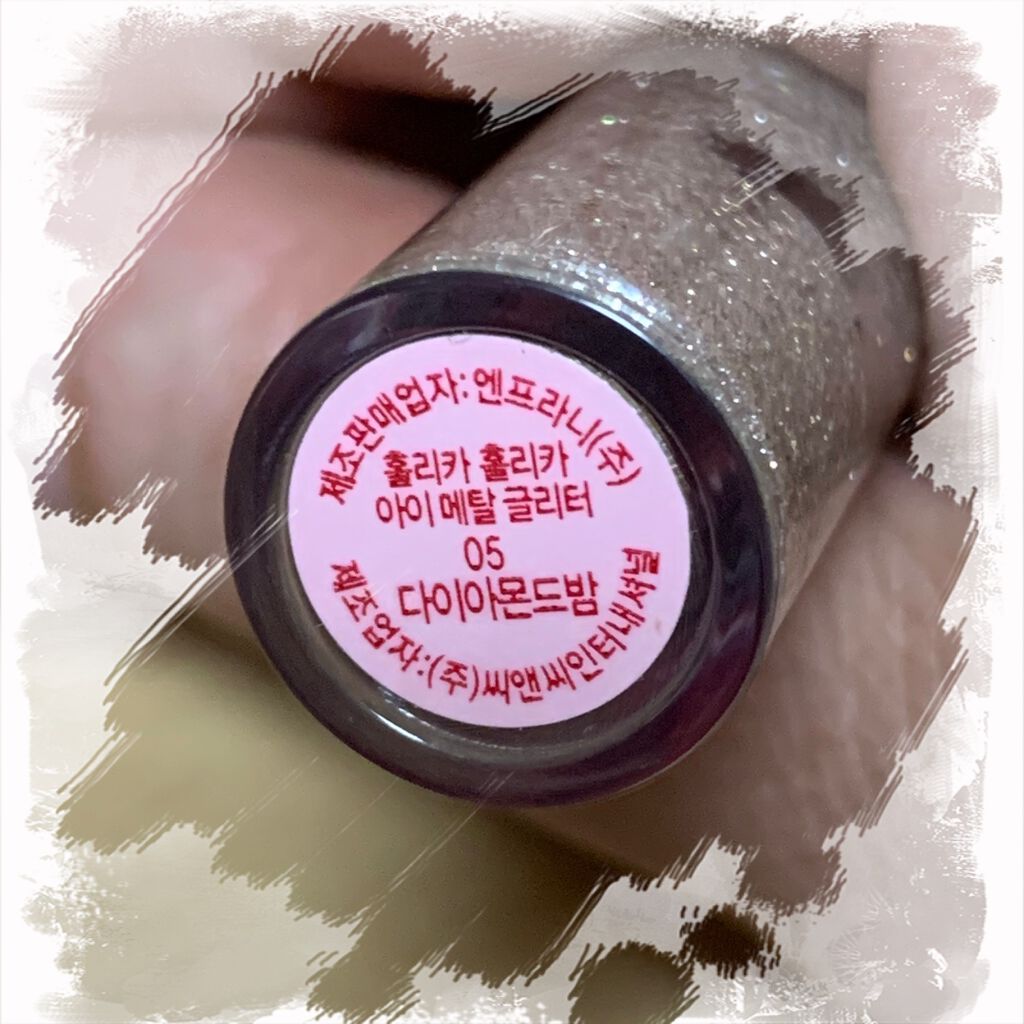 제조판매업자:엔프라니(주)
홀리카 홀리카
아이 메탈 글리터
05
다이아몬드밤
제조업자:(주)씨앤씨인터내셔널